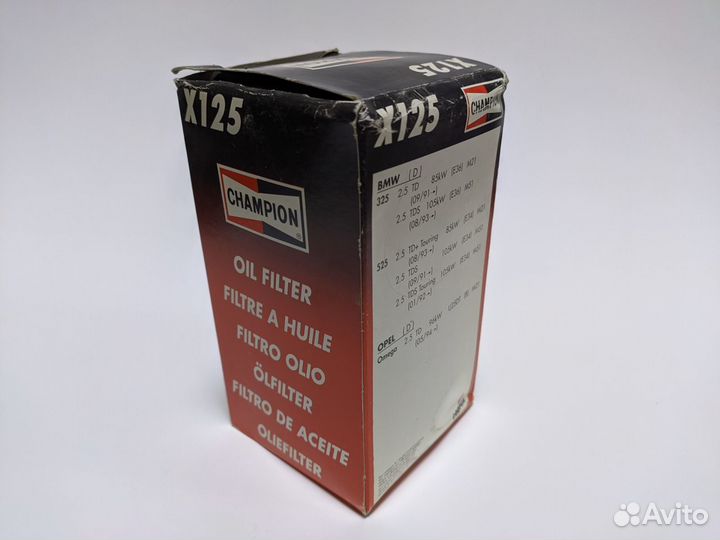 X125
X125
X125
CHAMPION
CHAMPION
OIL FILTER
FILTRE A HUILE
FILTRO OLIO
ÖLFILTER
FILTRO DE ACEITE
OLIEFILTER
BMW (D)
325 2.5 TD 85kW (E36) M21
(09/91→)
2.5 TDS 105kW (E36) M51
(08/93→)
525 2.5 TD+ Touring 85kW (E34) M21
(08/93→)
2.5 TDS 105kW (E34) M51
(09/91→)
2.5 TDS Touring 105kW (E34) M51
(01/92→)
OPEL (D)
Omega 2.5 TD 96kW
(05/94→)
Avito